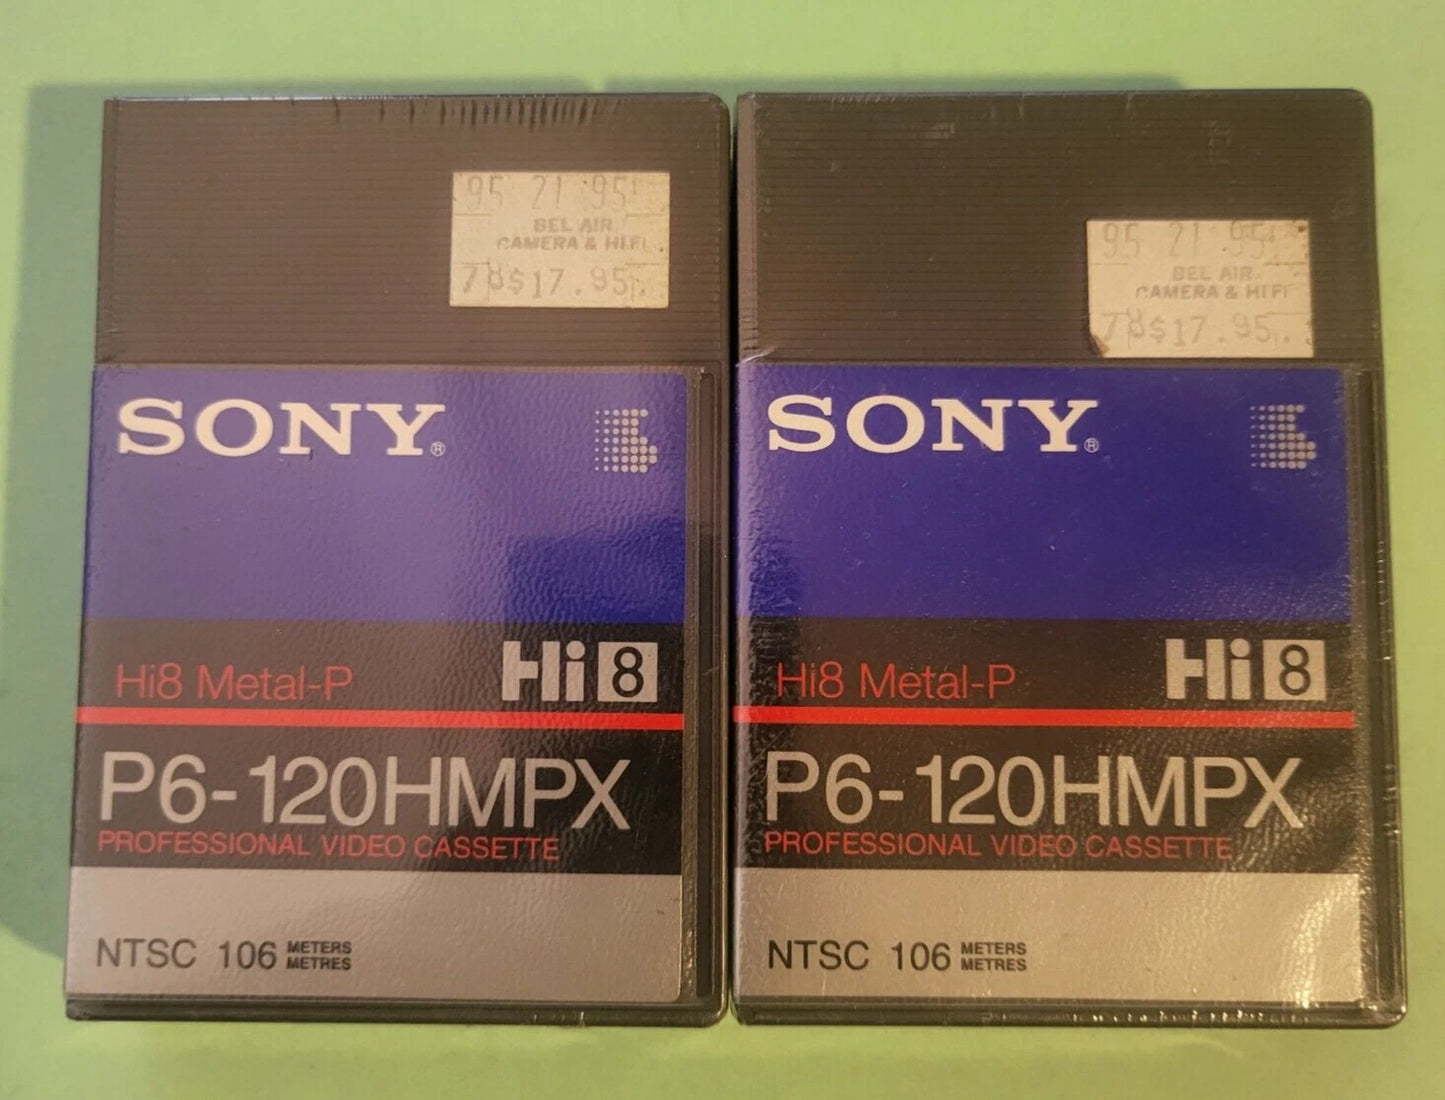 95 21 95
BEL AIR
CAMERA & HI FI
78$17.95
SONY®
Hi8 Metal-P
Hi8
P6-120HMPX
PROFESSIONAL VIDEO CASSETTE
NTSC 106 METERS
METRES
95 21 95
BEL AIR
CAMERA & HI FI
78$17.95
SONY®
Hi8 Metal-P
Hi8
P6-120HMPX
PROFESSIONAL VIDEO CASSETTE
NTSC 106 METERS
METRES